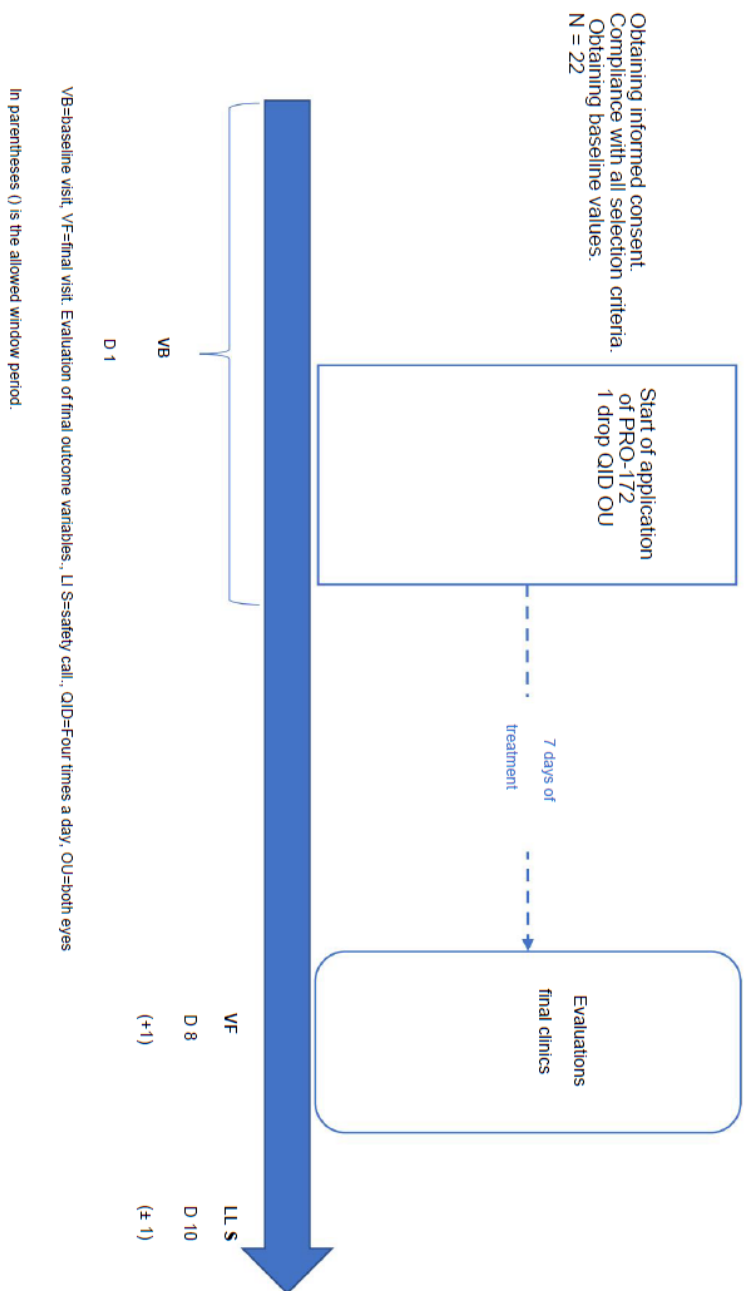 Obtaining informed consent.
Compliance with all selection criteria.
Obtaining baseline values.
N = 22
Start of application
of PRO-172
1 drop QID OU
7 days of
treatment
Evaluations
final clinics
VB
D 1
VF
D 8
(+1)
LL S
D 10
(± 1)
VB=baseline visit, VF=final visit. Evaluation of final outcome variables., LI S=safety call., QID=Four times a day, OU=both eyes
In parentheses () is the allowed window period.